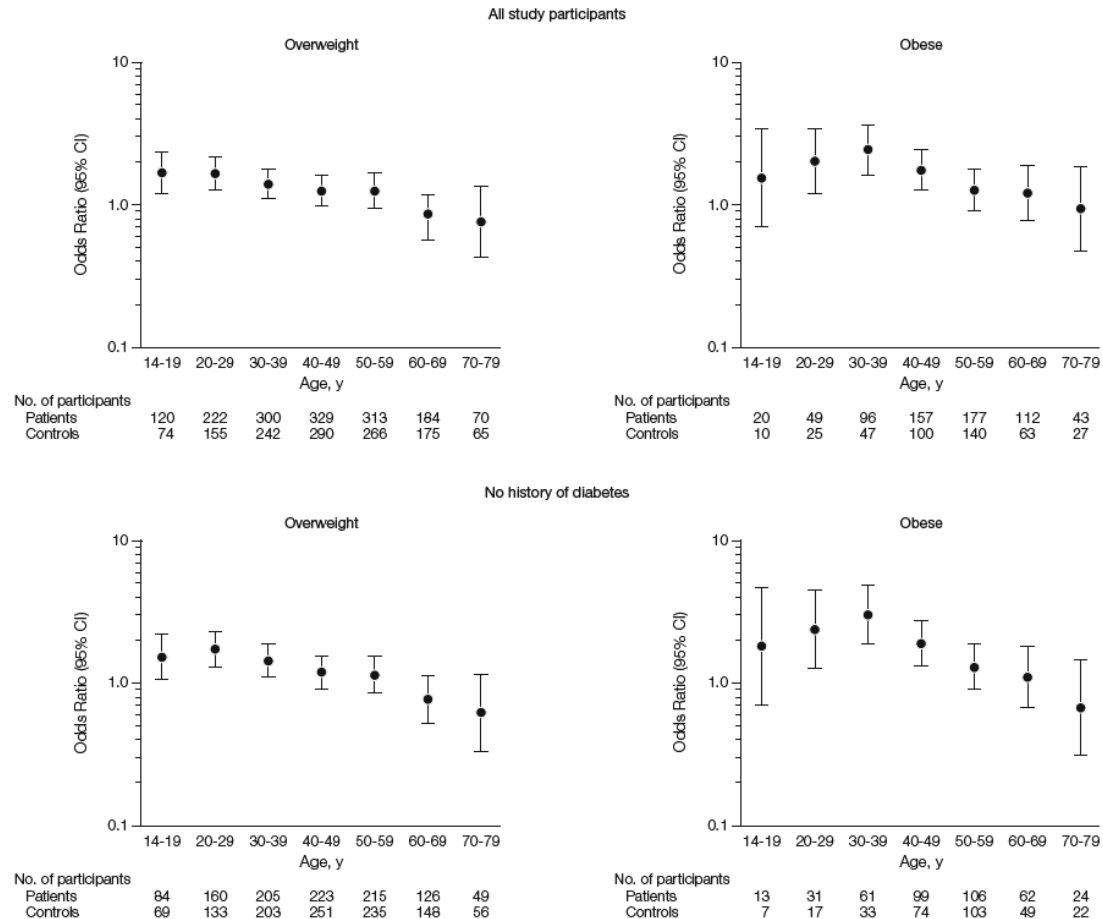 All study participants
Overweight
10
1.0
0.1
Odds Ratio (95% CI)
14-19 20-29 30-39 40-49 50-59 60-69 70-79
Age, y
No. of participants
Patients 120 222 300 329 313 184 70
Controls 74 155 242 290 266 175 65
Obese
10
1.0
0.1
Odds Ratio (95% CI)
14-19 20-29 30-39 40-49 50-59 60-69 70-79
Age, y
No. of participants
Patients 20 49 96 157 177 112 43
Controls 10 25 47 100 140 63 27
No history of diabetes
Overweight
10
1.0
0.1
Odds Ratio (95% CI)
14-19 20-29 30-39 40-49 50-59 60-69 70-79
Age, y
No. of participants
Patients 84 160 205 223 215 126 49
Controls 69 133 203 251 235 148 56
Obese
10
1.0
0.1
Odds Ratio (95% CI)
14-19 20-29 30-39 40-49 50-59 60-69 70-79
Age, y
No. of participants
Patients 13 31 61 99 106 62 24
Controls 7 17 33 74 103 49 22